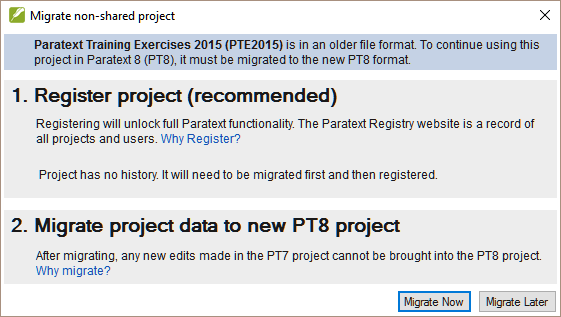 Migrate non-shared project
Paratext Training Exercises 2015 (PTE2015) is in an older file format. To continue using this
project in Paratext 8 (PT8), it must be migrated to the new PT8 format.
1. Register project (recommended)
Registering will unlock full Paratext functionality. The Paratext Registry website is a record of
all projects and users. Why Register?
Project has no history. It will need to be migrated first and then registered.
2. Migrate project data to new PT8 project
After migrating, any new edits made in the PT7 project cannot be brought into the PT8 project.
Why migrate?
Migrate Now Migrate Later